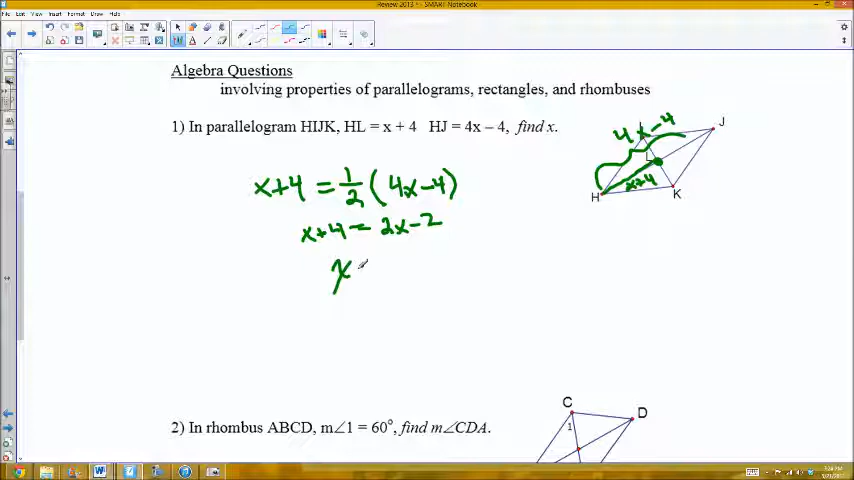 Review 2013 * - SMART Notebook
File Edit View Insert Format
Algebra Questions
involving properties of parallelograms, rectangles, and rhombuses
1) In parallelogram HIJK, HL = x + 4 HJ = 4x – 4, find x.
4x-4
J
L
x+4
H
K
x+4 = 1/2 (4x-4)
x+4 = 2x-2
x
C
D
1
2) In rhombus ABCD, m∠1 = 60°, find m∠CDA.